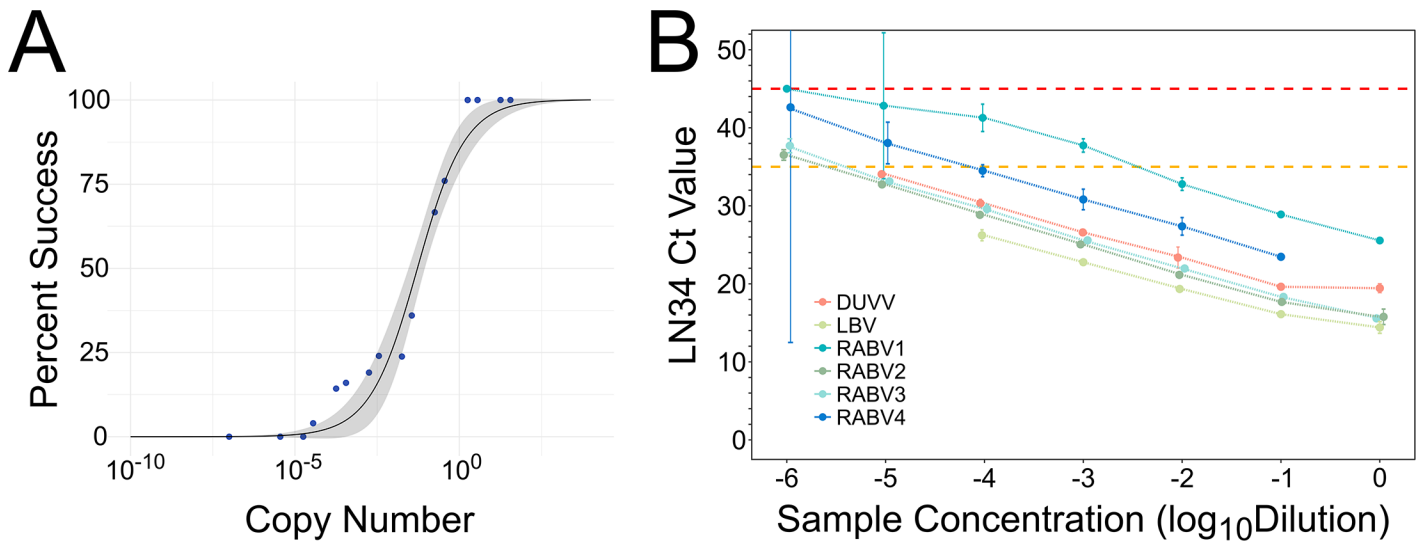 A
Percent Success
100
75
50
25
0
10-10
10-5
100
Copy Number
B
LN34 Ct Value
50
40
30
20
10
0
DUVV
LBV
RABV1
RABV2
RABV3
RABV4
-6 -5 -4 -3 -2 -1 0
Sample Concentration (log10Dilution)